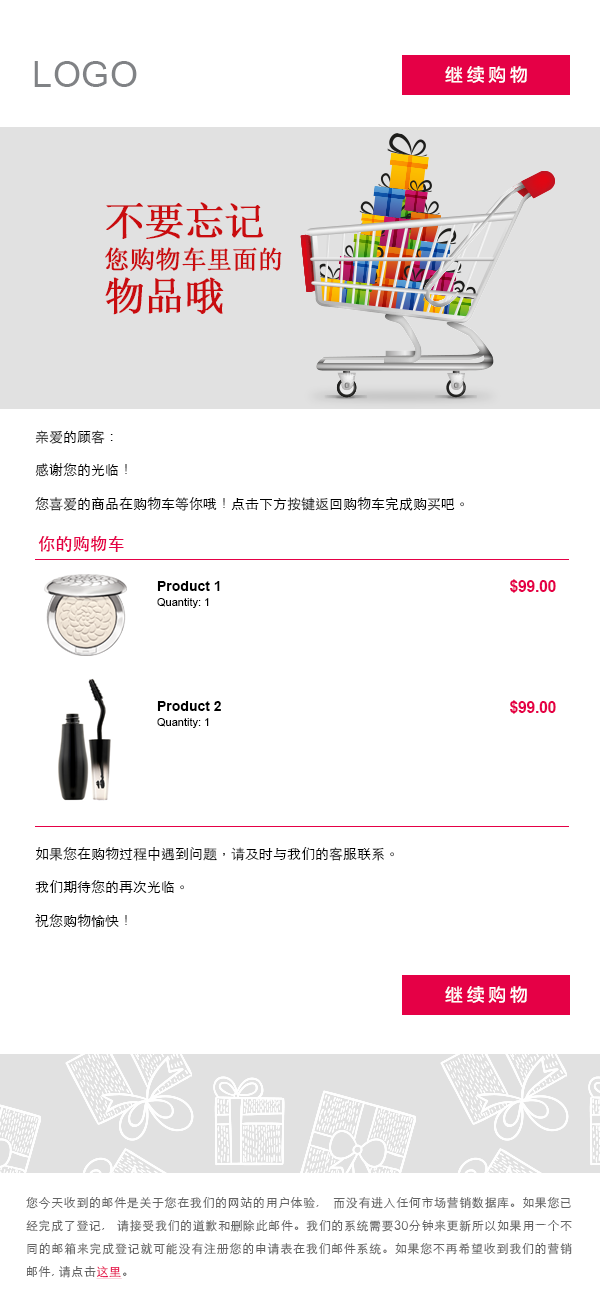 LOGO
继续购物
不要忘记
您购物车里面的
物品哦
亲爱的顾客：
感谢您的光临！
您喜爱的商品在购物车等你哦！点击下方按键返回购物车完成购买吧。
你的购物车
Product 1
$99.00
Quantity: 1
Product 2
$99.00
Quantity: 1
如果您在购物过程中遇到问题，请及时与我们的客服联系。
我们期待您的再次光临。
祝您购物愉快！
继续购物
您今天收到的邮件是关于您在我们的网站的用户体验， 而没有进入任何市场营销数据库。如果您已
经完成了登记， 请接受我们的道歉和删除此邮件。我们的系统需要30分钟来更新所以如果用一个不
同的邮箱来完成登记就可能没有注册您的申请表在我们邮件系统。如果您不再希望收到我们的营销
邮件, 请点击这里。